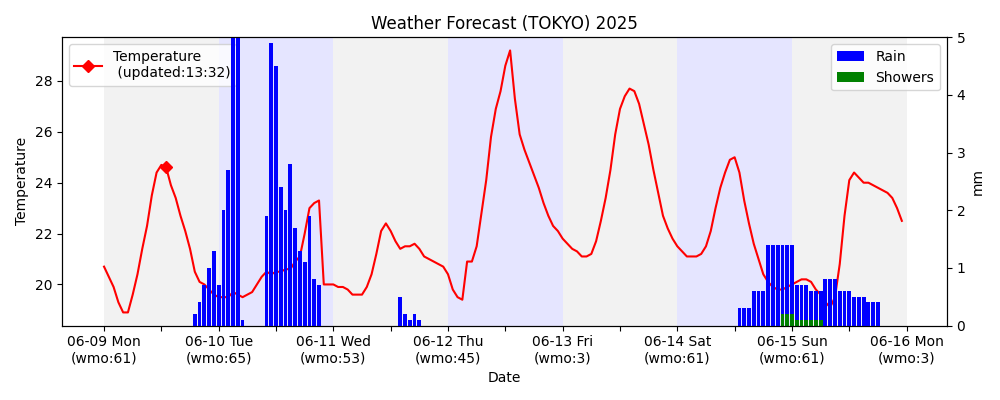 Weather Forecast (TOKYO) 2025
Temperature
(updated:13:32)
Rain
Showers
Temperature
28
26
24
22
20
5
4
3
2
1
0
mm
06-09 Mon
(wmo:61)
06-10 Tue
(wmo:65)
06-11 Wed
(wmo:53)
06-12 Thu
(wmo:45)
06-13 Fri
(wmo:3)
06-14 Sat
(wmo:61)
06-15 Sun
(wmo:61)
06-16 Mon
(wmo:3)
Date